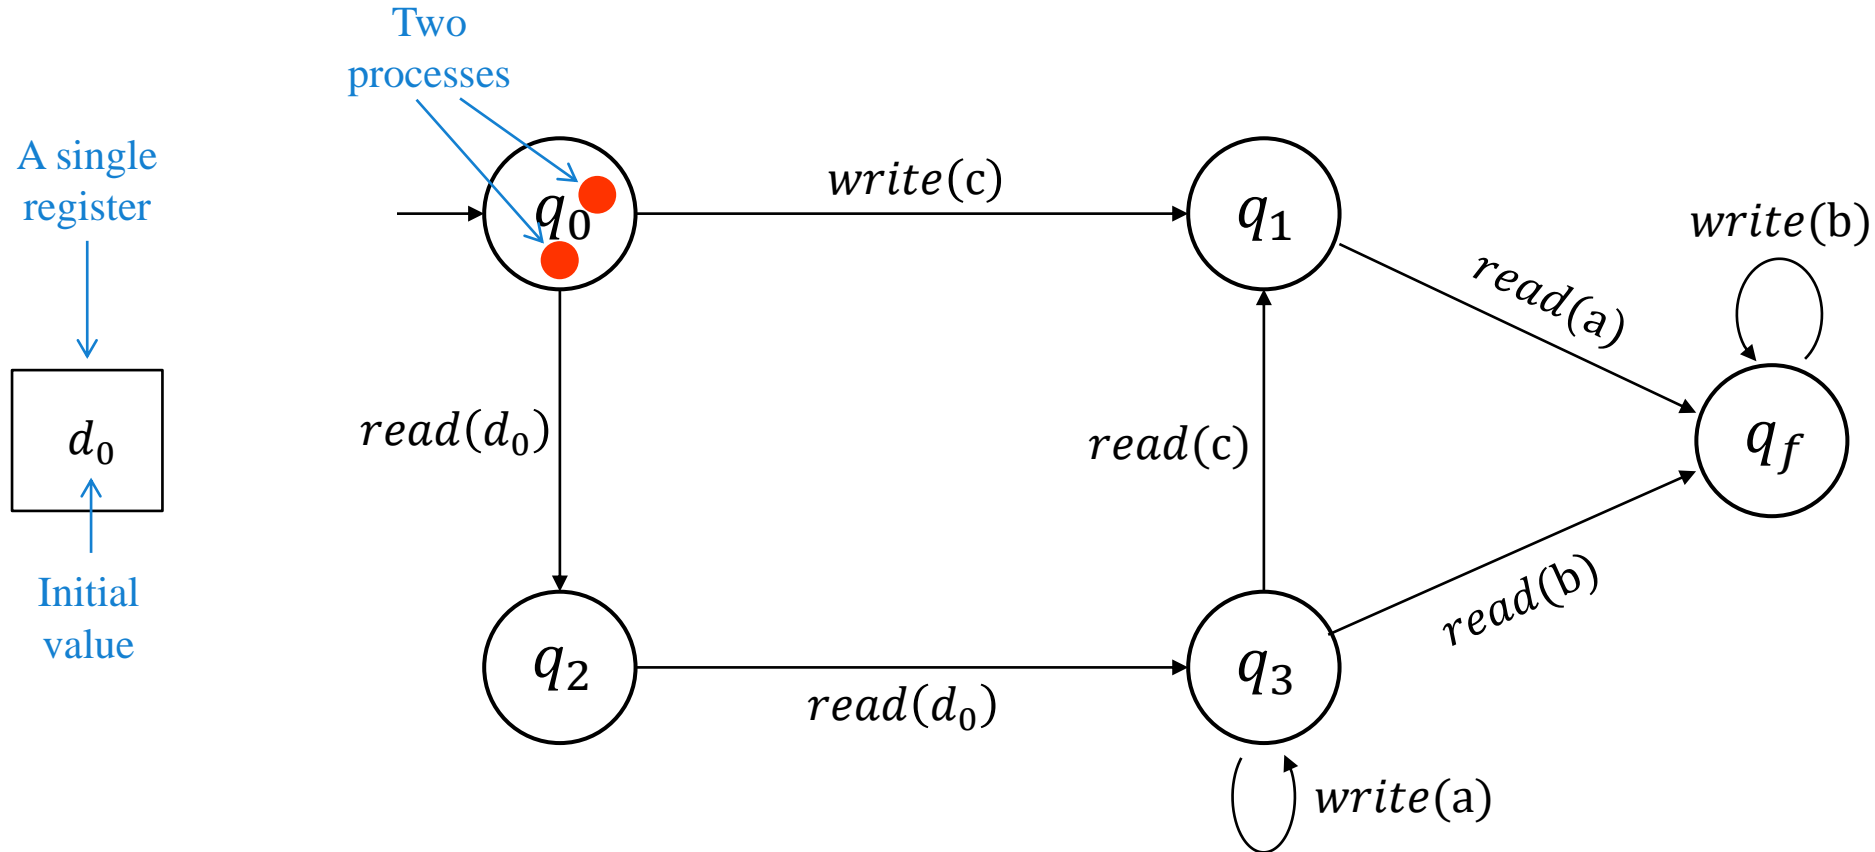 Two
processes
A single
register
d₀
Initial
value
q₀
write(c)
q₁
write(b)
read(a)
read(d₀)
read(c)
q_f
read(b)
q₂
read(d₀)
q₃
write(a)